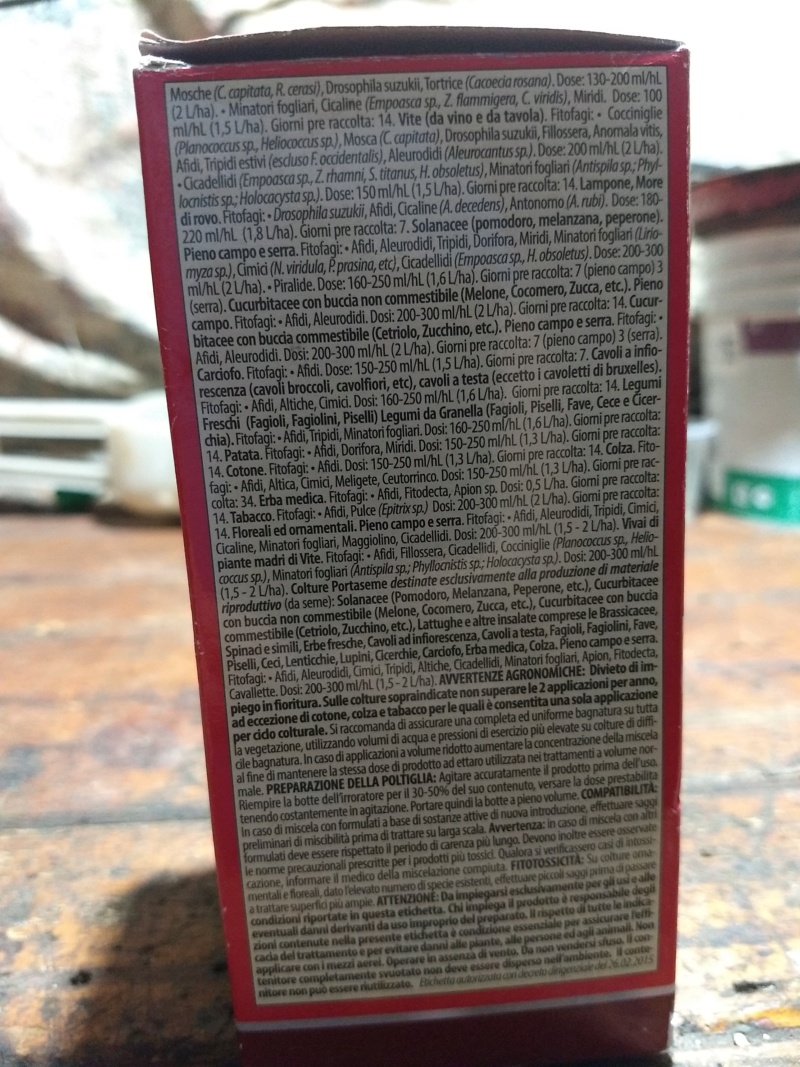 Mosche (C. capitata, R. cerasi), Drosophila suzukii, Tortrice (Cacoecia rosana). Dose: 130-200 ml/hL
(2 L/ha). • Minatori fogliari, Cicaline (Empoasca sp., Z. flammigera, C. viridis), Miridi. Dose: 100
ml/hL (1,5 L/ha). Giorni pre raccolta: 14. Vite (da vino e da tavola). Fitofagi: • Cocciniglie
(Planococcus sp., Heliococcus sp.), Mosca (C. capitata), Drosophila suzukii, Fillossera, Anomala vitis,
Afidi, Tripidi estivi (escluso F. occidentalis), Aleurodi (Aleurocantus sp.). Dose: 200 ml/hL (2 L/ha).
• Cicadellidi (Empoasca sp., Z. rhamni, S. titanus, H. obsoletus), Minatori fogliari (Antispila sp.; Phyl-
locnistis sp.; Holocacysta sp.). Dose: 150 ml/hL (1,5 L/ha). Giorni pre raccolta: 14. Lampone, More
di rovo. Fitofagi: • Drosophila suzukii, Afidi, Cicaline (A. decedens), Antonomo (A. rubi). Dose: 180-
220 ml/hL (1,8 L/ha). Giorni pre raccolta: 7. Solanacee (pomodoro, melanzana, peperone).
Pieno campo e serra. Fitofagi: • Afidi, Aleurodidi, Tripidi, Dorifora, Miridi, Minatori fogliari (Lirio-
myza sp.), Cimici (N. viridula, P. prasina, etc), Cicadellidi (Empoasca sp., H. obsoletus). Dose: 200-300
ml/hL (2 L/ha). • Piralide. Dose: 160-250 ml/hL (1,6 L/ha). Giorni pre raccolta: 7 (pieno campo) 3
(serra). Cucurbitacee con buccia non commestibile (Melone, Cocomero, Zucca, etc.). Pieno
campo. Fitofagi: • Afidi, Aleurodidi. Dosi: 200-300 ml/hL (2 L/ha). Giorni pre raccolta: 14. Cucur-
bitacee con buccia commestibile (Cetriolo, Zucchino, etc.). Pieno campo e serra. Fitofagi: •
Afidi, Aleurodidi. Dosi: 200-300 ml/hL (2 L/ha). Giorni pre raccolta: 7 (pieno campo) 3 (serra).
Carciofo. Fitofagi: • Afidi. Dose: 150-250 ml/hL (1,5 L/ha). Giorni pre raccolta: 7. Cavoli a infio-
rescenza (cavoli broccoli, cavolfiori, etc), cavoli a testa (eccetto i cavoletti di bruxelles).
Fitofagi: • Afidi, Altiche, Cimici. Dosi: 160-250 ml/hL (1,6 L/ha). Giorni pre raccolta: 14. Legumi
Freschi (Fagioli, Fagiolini, Piselli) Legumi da Granella (Fagioli, Piselli, Fave, Cece e Cicer-
chia). Fitofagi: • Afidi, Tripidi, Minatori fogliari. Dosi: 160-250 ml/hL (1,6 L/ha). Giorni pre raccolta:
14. Patata. Fitofagi: • Afidi, Dorifora, Miridi. Dosi: 150-250 ml/hL (1,3 L/ha). Giorni pre raccolta:
14. Cotone. Fitofagi: • Afidi. Dosi: 150-250 ml/hL (1,3 L/ha). Giorni pre raccolta: 14. Colza. Fito-
fagi: • Afidi, Altica, Cimici, Meligete, Ceutorrinco. Dosi: 150-250 ml/hL (1,3 L/ha). Giorni pre rac-
colta: 34. Erba medica. Fitofagi: • Afidi, Fitodecta, Apion sp. Dosi: 0,5 L/ha. Giorni pre raccolta:
14. Tabacco. Fitofagi: • Afidi, Pulce (Epitrix sp.) Dosi: 200-300 ml/hL (2 L/ha). Giorni pre raccolta:
14. Floreali ed ornamentali. Pieno campo e serra. Fitofagi: • Afidi, Aleurodidi, Tripidi, Cimici,
Cicaline, Minatori fogliari, Maggiolino, Cicadellidi. Dosi: 200-300 ml/hL (1,5 - 2 L/ha). Vivai di
piante madri di Vite. Fitofagi: • Afidi, Fillossera, Cicadellidi, Cocciniglie (Planococcus sp., Helio-
coccus sp.), Minatori fogliari (Antispila sp.; Phyllocnistis sp.; Holocacysta sp.). Dosi: 200-300 ml/hL
(1,5 - 2 L/ha). Colture Portaseme destinate esclusivamente alla produzione di materiale
riproduttivo (da seme): Solanacee (Pomodoro, Melanzana, Peperone, etc.), Cucurbitacee
con buccia non commestibile (Melone, Cocomero, Zucca, etc.), Cucurbitacee con buccia
commestibile (Cetriolo, Zucchino, etc.), Lattughe e altre insalate comprese le Brassicacee,
Spinaci e simili, Erbe fresche, Cavoli ad infiorescenza, Cavoli a testa, Fagioli, Fagiolini, Fave,
Piselli, Ceci, Lenticchie, Lupini, Cicerchie, Carciofo, Erba medica, Colza. Pieno campo e serra.
Fitofagi: • Afidi, Aleurodidi, Cimici, Tripidi, Altiche, Cicadellidi, Minatori fogliari, Apion, Fitodecta,
Cavallette. Dosi: 200-300 ml/hL (1,5 - 2 L/ha). AVVERTENZE AGRONOMICHE: Divieto di im-
piego in fioritura. Sulle colture sopraindicate non superare le 2 applicazioni per anno,
ad eccezione di cotone, colza e tabacco per le quali è consentita una sola applicazione
per ciclo colturale. Si raccomanda di assicurare una completa ed uniforme bagnatura su tutta
la vegetazione, utilizzando volumi di acqua e pressioni di esercizio più elevate su colture di diffi-
cile bagnatura. In caso di applicazioni a volume ridotto aumentare la concentrazione della miscela
al fine di mantenere la stessa dose di prodotto ad ettaro utilizzata nei trattamenti a volume nor-
male. PREPARAZIONE DELLA POLTIGLIA: Agitare accuratamente il prodotto prima dell'uso.
Riempire la botte dell'irroratore per il 30-50% del suo contenuto, versare la dose prestabilita
tenendo costantemente in agitazione. Portare quindi la botte a pieno volume. COMPATIBILITÀ:
In caso di miscela con formulati a base di sostanze attive di nuova introduzione, effettuare saggi
preliminari di miscibilità prima di trattare su larga scala. Avvertenza: in caso di miscela con altri
formulati deve essere rispettato il periodo di carenza più lungo. Devono inoltre essere osservate
le norme precauzionali prescritte per i prodotti più tossici. Qualora si verificassero casi di intossi-
cazione, informare il medico della miscelazione compiuta. FITOTOSSICITÀ: Su colture orna-
mentali e floreali, dato l'elevato numero di specie esistenti, effettuare piccoli saggi prima di passare
a trattare superfici più ampie. ATTENZIONE: Da impiegarsi esclusivamente per gli usi e alle
condizioni riportate in questa etichetta. Chi impiega il prodotto è responsabile degli
eventuali danni derivanti da uso improprio del preparato. Il rispetto di tutte le indica-
zioni contenute nella presente etichetta è condizione essenziale per assicurare l'effi-
cacia del trattamento e per evitare danni alle piante, alle persone ed agli animali. Non
applicare con i mezzi aerei. Operare in assenza di vento. Da non vendersi sfuso. Il con-
tenitore completamente svuotato non deve essere disperso nell'ambiente. Il conte-
nitore non può essere riutilizzato. Etichetta autorizzata con decreto dirigenziale del 26.02.2015